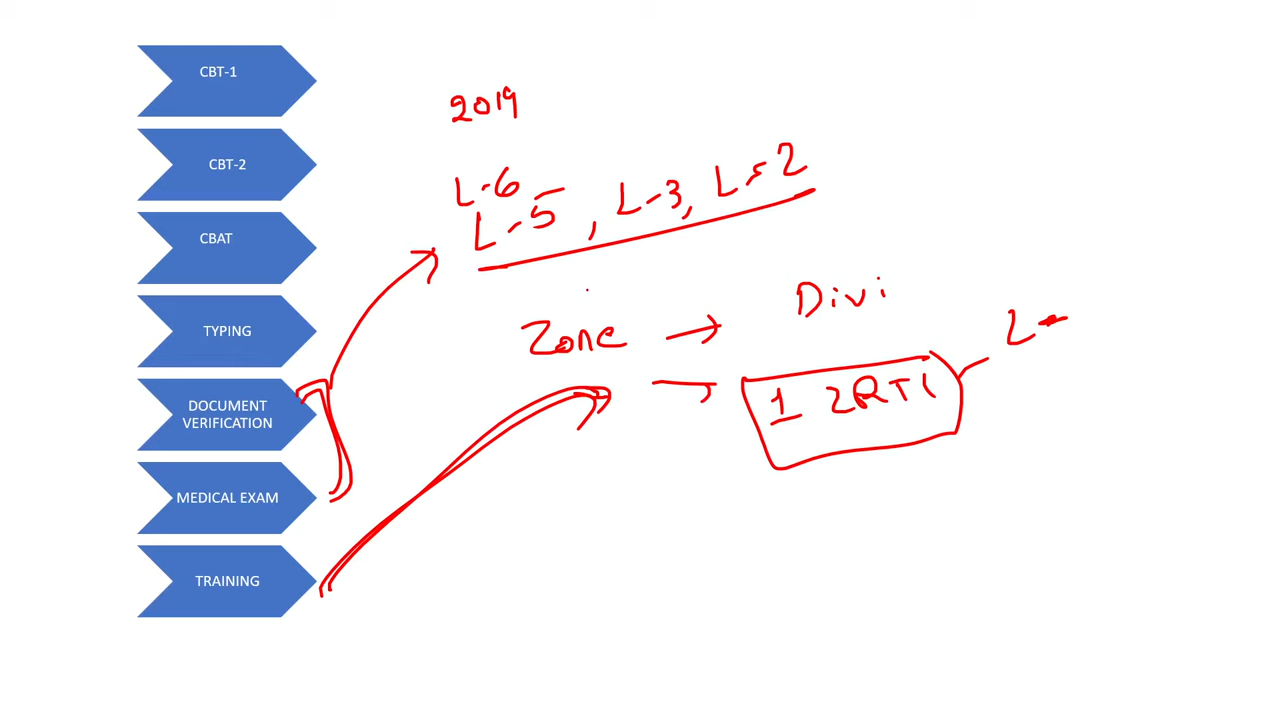 CBT-1
CBT-2
CBAT
TYPING
DOCUMENT
VERIFICATION
MEDICAL EXAM
TRAINING
2019
L-6
L-5, L-3, L-2
Zone → Divi
→ 1 ZRTI
L-